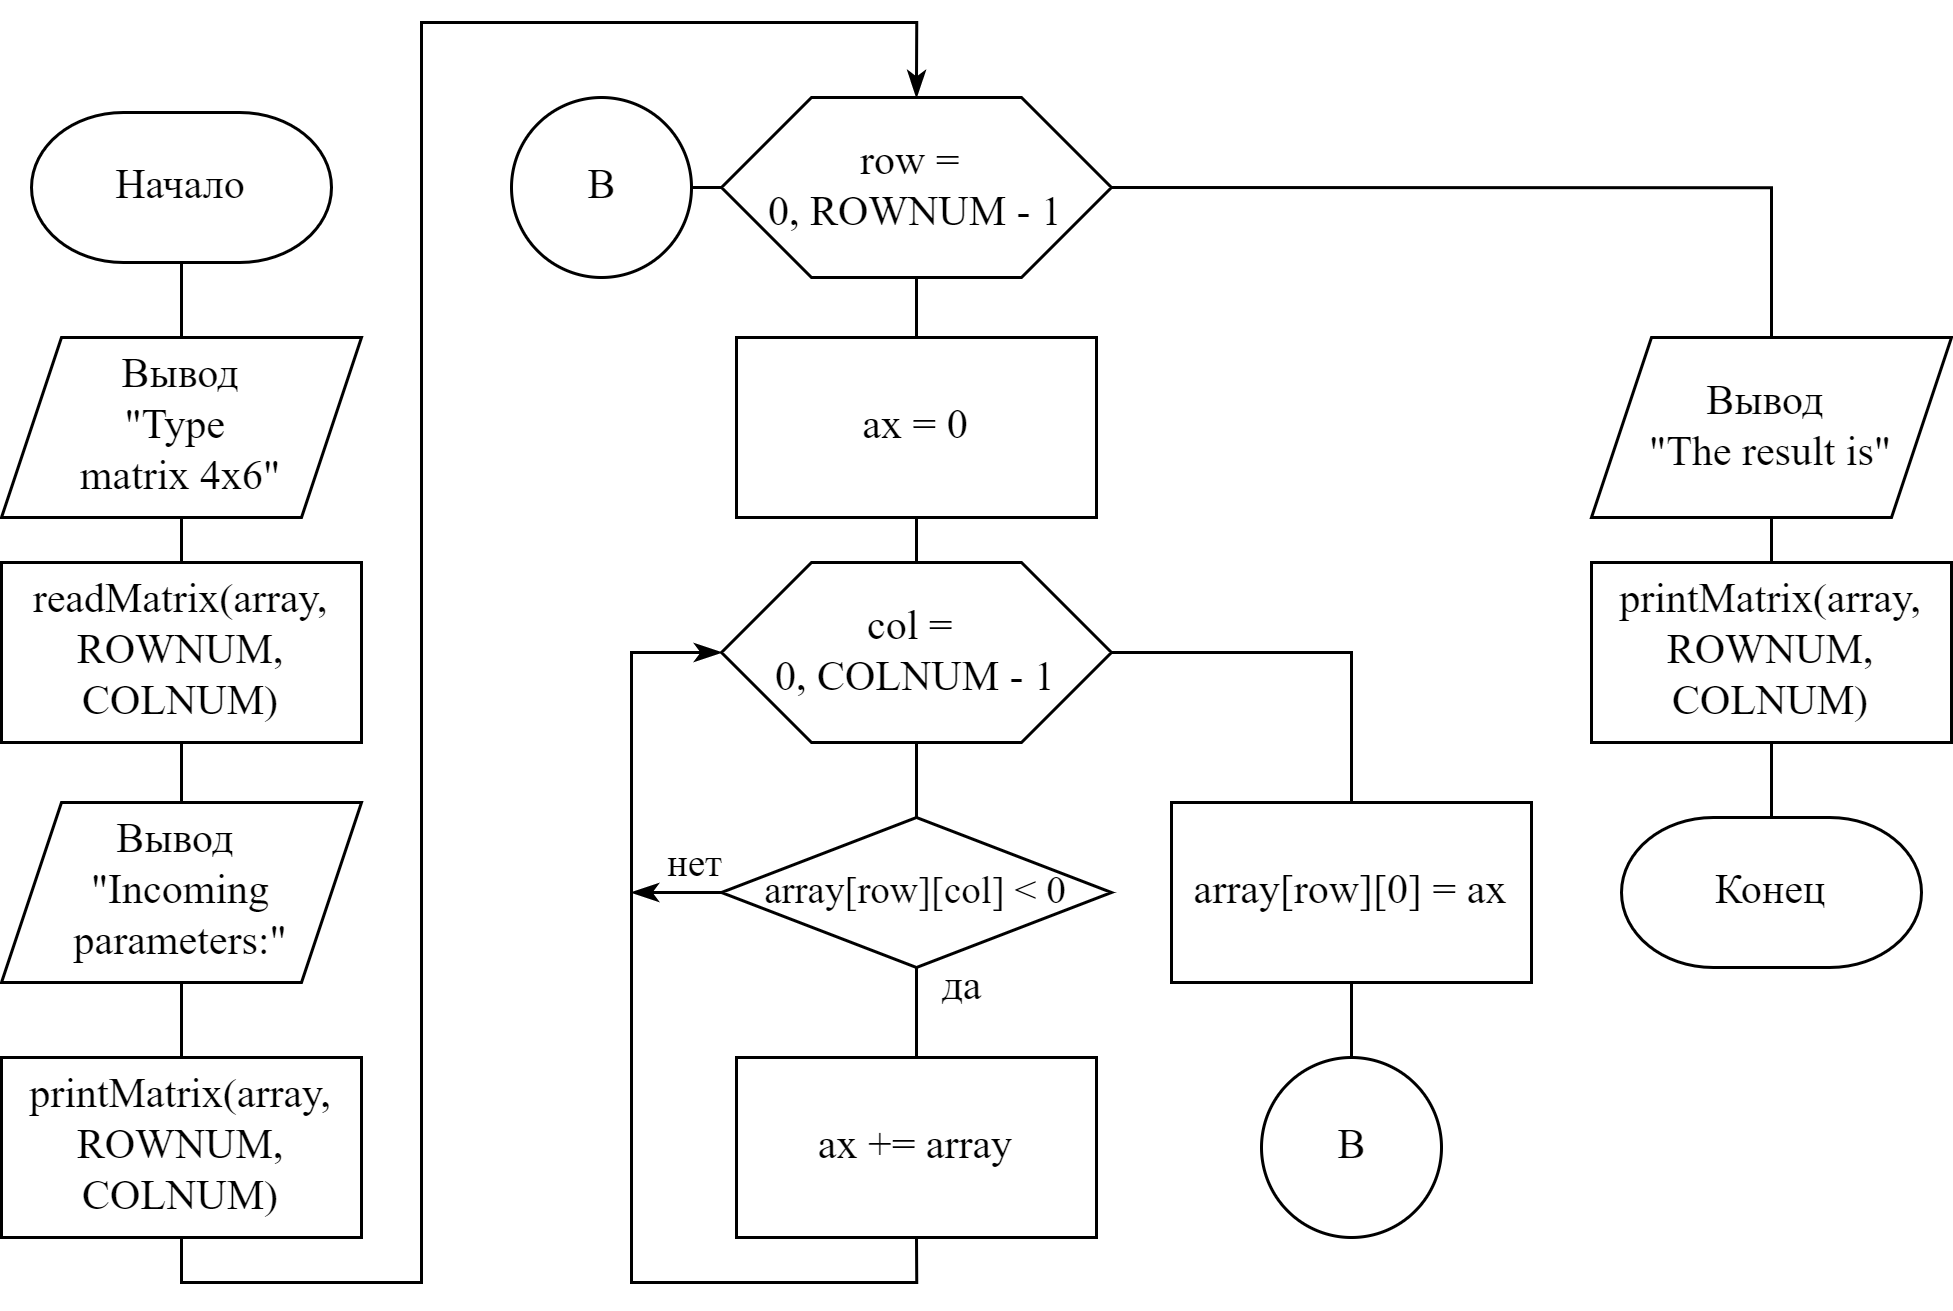 Начало
Вывод
"Type
matrix 4x6"
readMatrix(array,
ROWNUM,
COLNUM)
Вывод
"Incoming
parameters:"
printMatrix(array,
ROWNUM,
COLNUM)
B
row =
0, ROWNUM - 1
ax = 0
col =
0, COLNUM - 1
нет
array[row][col] < 0
да
ax += array
array[row][0] = ax
B
Вывод
"The result is"
printMatrix(array,
ROWNUM,
COLNUM)
Конец